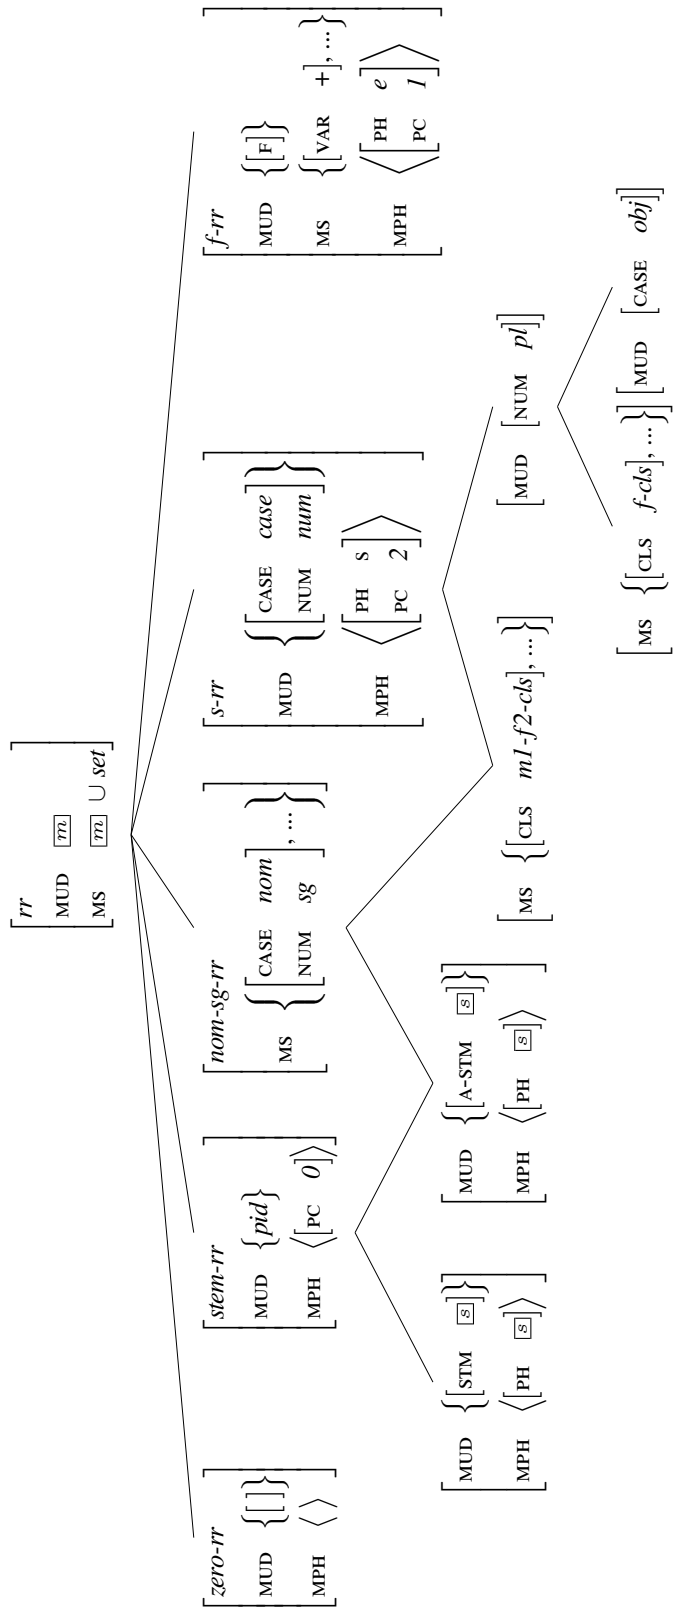 rr
MUD m
MS m ∪ set
zero-rr
MUD {[ ]}
MPH ⟨⟩
stem-rr
MUD {pid}
MPH ⟨[PC 0]⟩
nom-sg-rr
MS {[CASE nom
NUM sg], ...}
s-rr
MUD {[CASE case
NUM num]}
MPH ⟨[PH s
PC 2]⟩
f-rr
MUD {[F]}
MS {[VAR +], ...}
MPH ⟨[PH e
PC 1]⟩
[MUD {[STM s]}
MPH ⟨[PH s]⟩]
[MUD {[A-STM s]}
MPH ⟨[PH s]⟩]
[MS {[CLS m1-f2-cls], ...}]
[MUD [NUM pl]]
[MS {[CLS f-cls], ...}]
[MUD [CASE obj]]